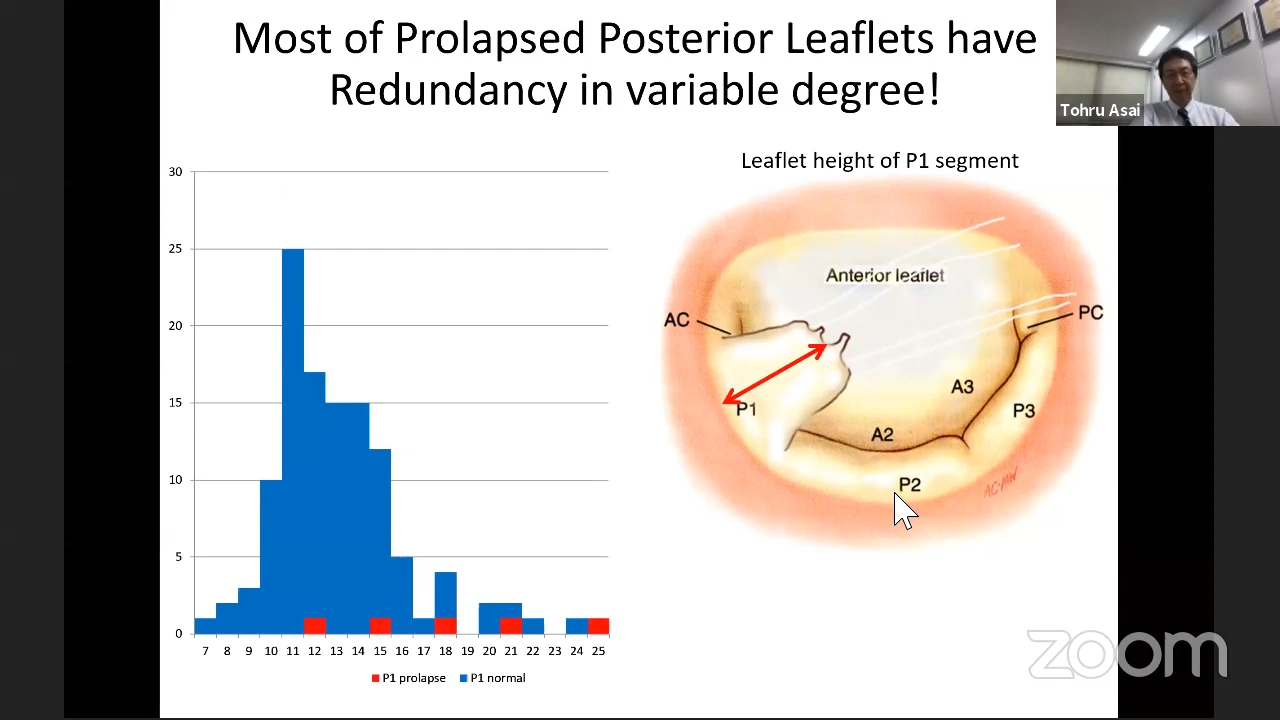 Most of Prolapsed Posterior Leaflets have
Redundancy in variable degree!
Tohru Asai
Leaflet height of P1 segment
30
25
20
15
10
5
0
7 8 9 10 11 12 13 14 15 16 17 18 19 20 21 22 23 24 25
P1 prolapse P1 normal
Anterior leaflet
AC
PC
P1
A3
P3
A2
P2
AC·MW
zoom